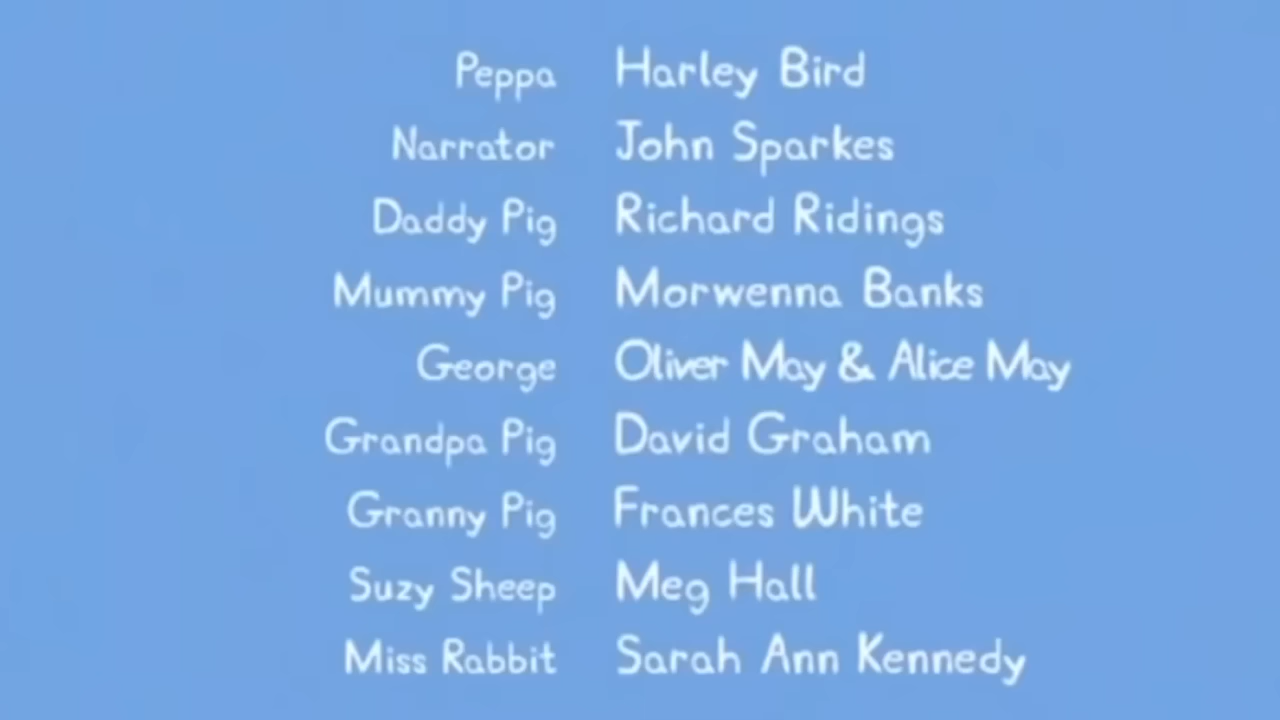 Peppa Harley Bird
Narrator John Sparkes
Daddy Pig Richard Ridings
Mummy Pig Morwenna Banks
George Oliver May & Alice May
Grandpa Pig David Graham
Granny Pig Frances White
Suzy Sheep Meg Hall
Miss Rabbit Sarah Ann Kennedy